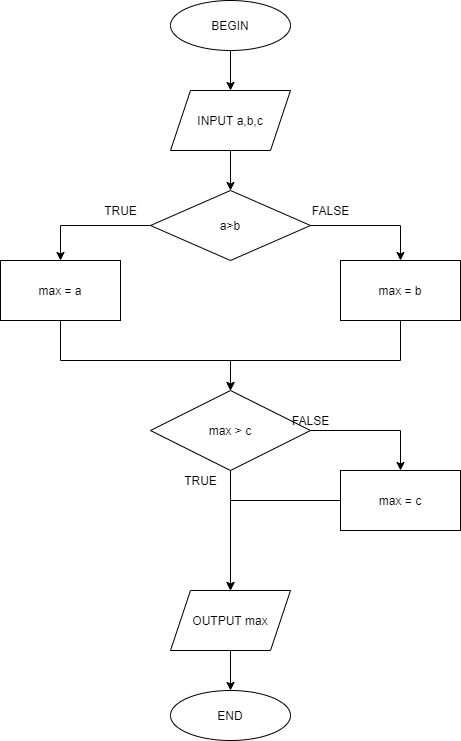 BEGIN
INPUT a,b,c
TRUE
FALSE
a>b
max = a
max = b
FALSE
max > c
TRUE
max = c
OUTPUT max
END